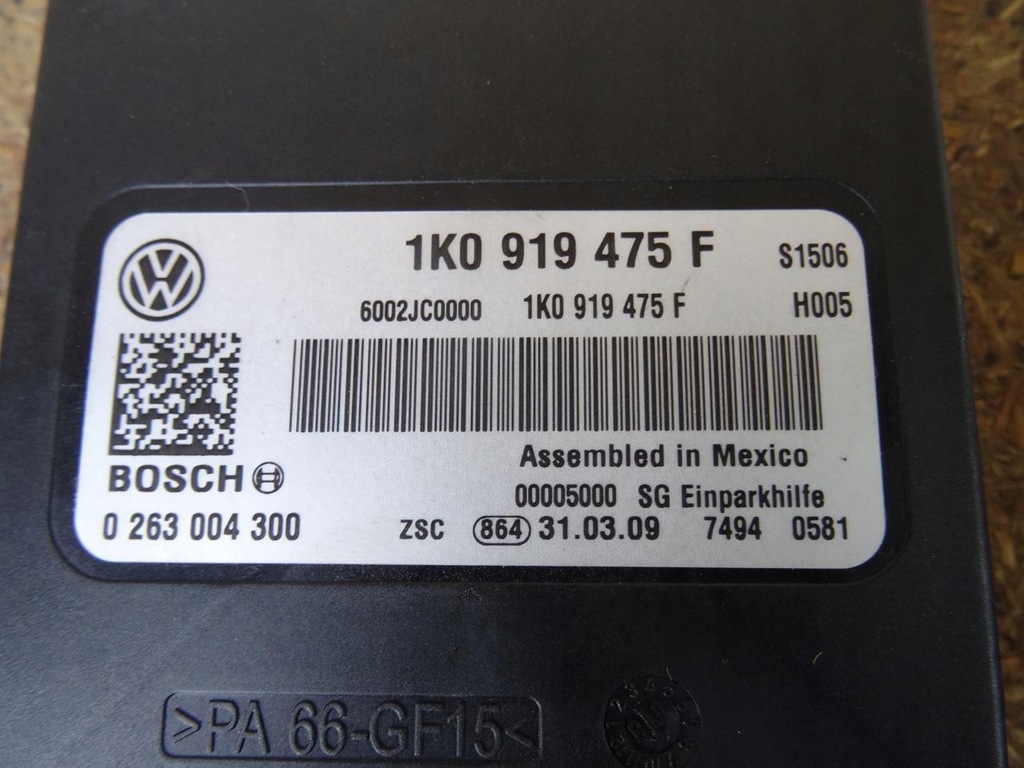 1K0 919 475 F S1506
6002JC0000 1K0 919 475 F H005
Assembled in Mexico
BOSCH
00005000 SG Einparkhilfe
0 263 004 300 ZSC 864 31.03.09 7494 0581
>PA 66-GF15<